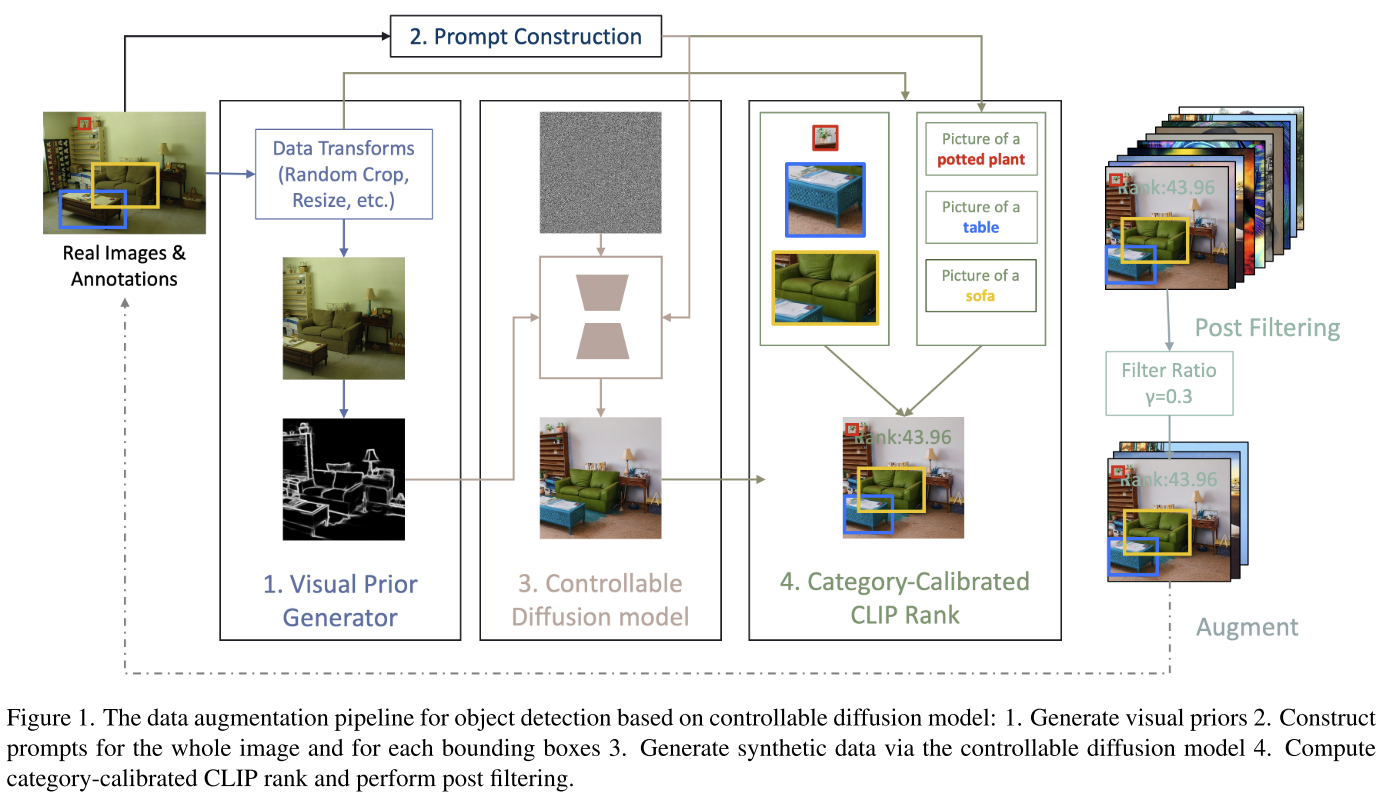 2. Prompt Construction
Real Images &
Annotations
Data Transforms
(Random Crop,
Resize, etc.)
1. Visual Prior
Generator
3. Controllable
Diffusion model
Picture of a
potted plant
Picture of a
table
Picture of a
sofa
Rank:43.96
4. Category-Calibrated
CLIP Rank
Rank:43.96
Post Filtering
Filter Ratio
γ=0.3
Rank:43.96
Augment
Figure 1. The data augmentation pipeline for object detection based on controllable diffusion model: 1. Generate visual priors 2. Construct
prompts for the whole image and for each bounding boxes 3. Generate synthetic data via the controllable diffusion model 4. Compute
category-calibrated CLIP rank and perform post filtering.